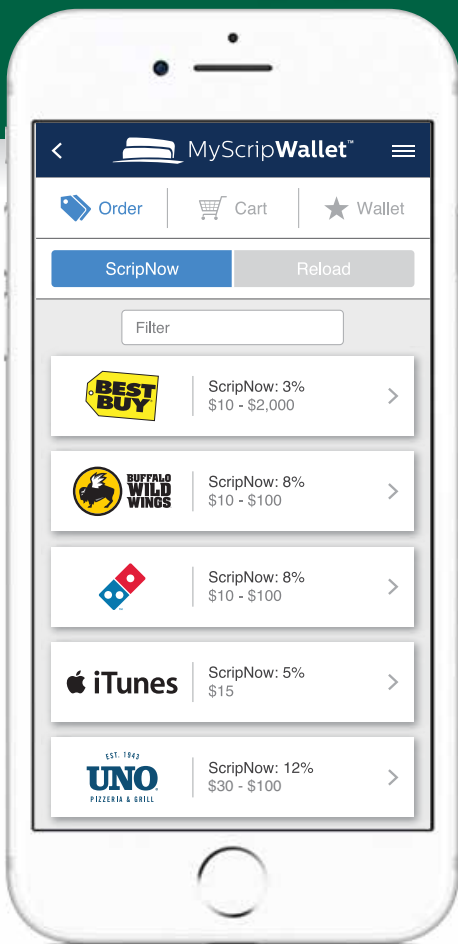 MyScripWallet™
Order
Cart
Wallet
ScripNow
Reload
Filter
BEST
BUY
ScripNow: 3%
$10 - $2,000
BUFFALO
WILD
WINGS
ScripNow: 8%
$10 - $100
ScripNow: 8%
$10 - $100
iTunes
ScripNow: 5%
$15
EST. 1943
UNO
PIZZERIA & GRILL
ScripNow: 12%
$30 - $100